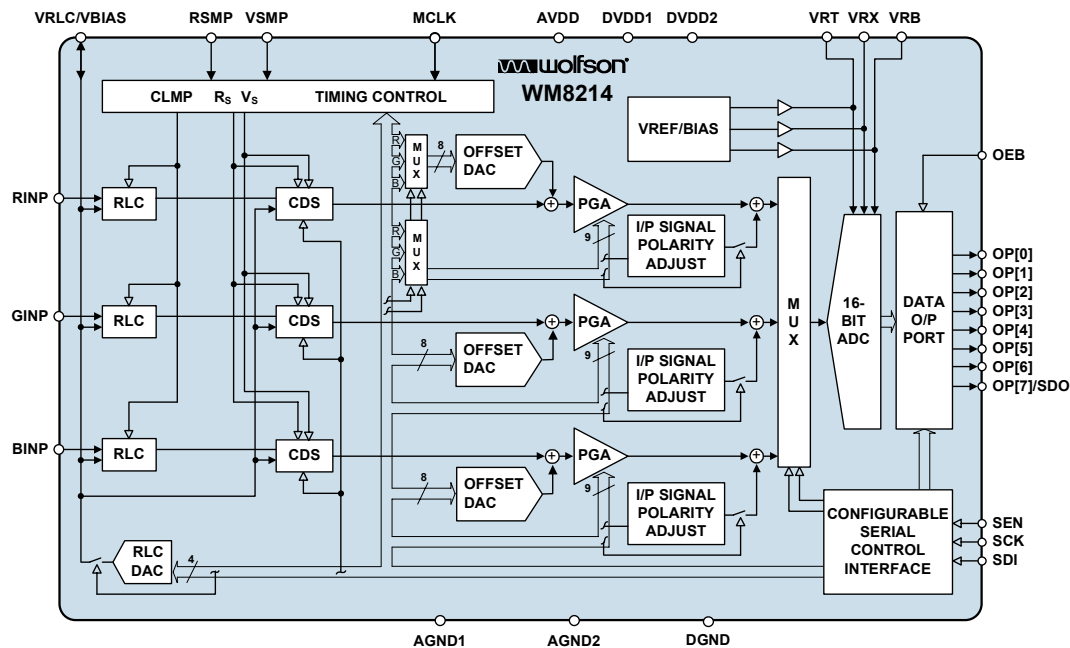 VRLC/VBIAS RSMP VSMP MCLK AVDD DVDD1 DVDD2 VRT VRX VRB
wolfson
WM8214
CLMP RS VS TIMING CONTROL
VREF/BIAS
OEB
R
G
B
MUX
8
OFFSET
DAC
RINP
RLC
CDS
PGA
9
I/P SIGNAL
POLARITY
ADJUST
R
G
B
MUX
GINP
RLC
CDS
8
OFFSET
DAC
PGA
9
I/P SIGNAL
POLARITY
ADJUST
MUX
16-
BIT
ADC
DATA
O/P
PORT
OP[0]
OP[1]
OP[2]
OP[3]
OP[4]
OP[5]
OP[6]
OP[7]/SDO
BINP
RLC
CDS
8
OFFSET
DAC
PGA
9
I/P SIGNAL
POLARITY
ADJUST
CONFIGURABLE
SERIAL
CONTROL
INTERFACE
SEN
SCK
SDI
RLC
DAC
4
AGND1 AGND2 DGND